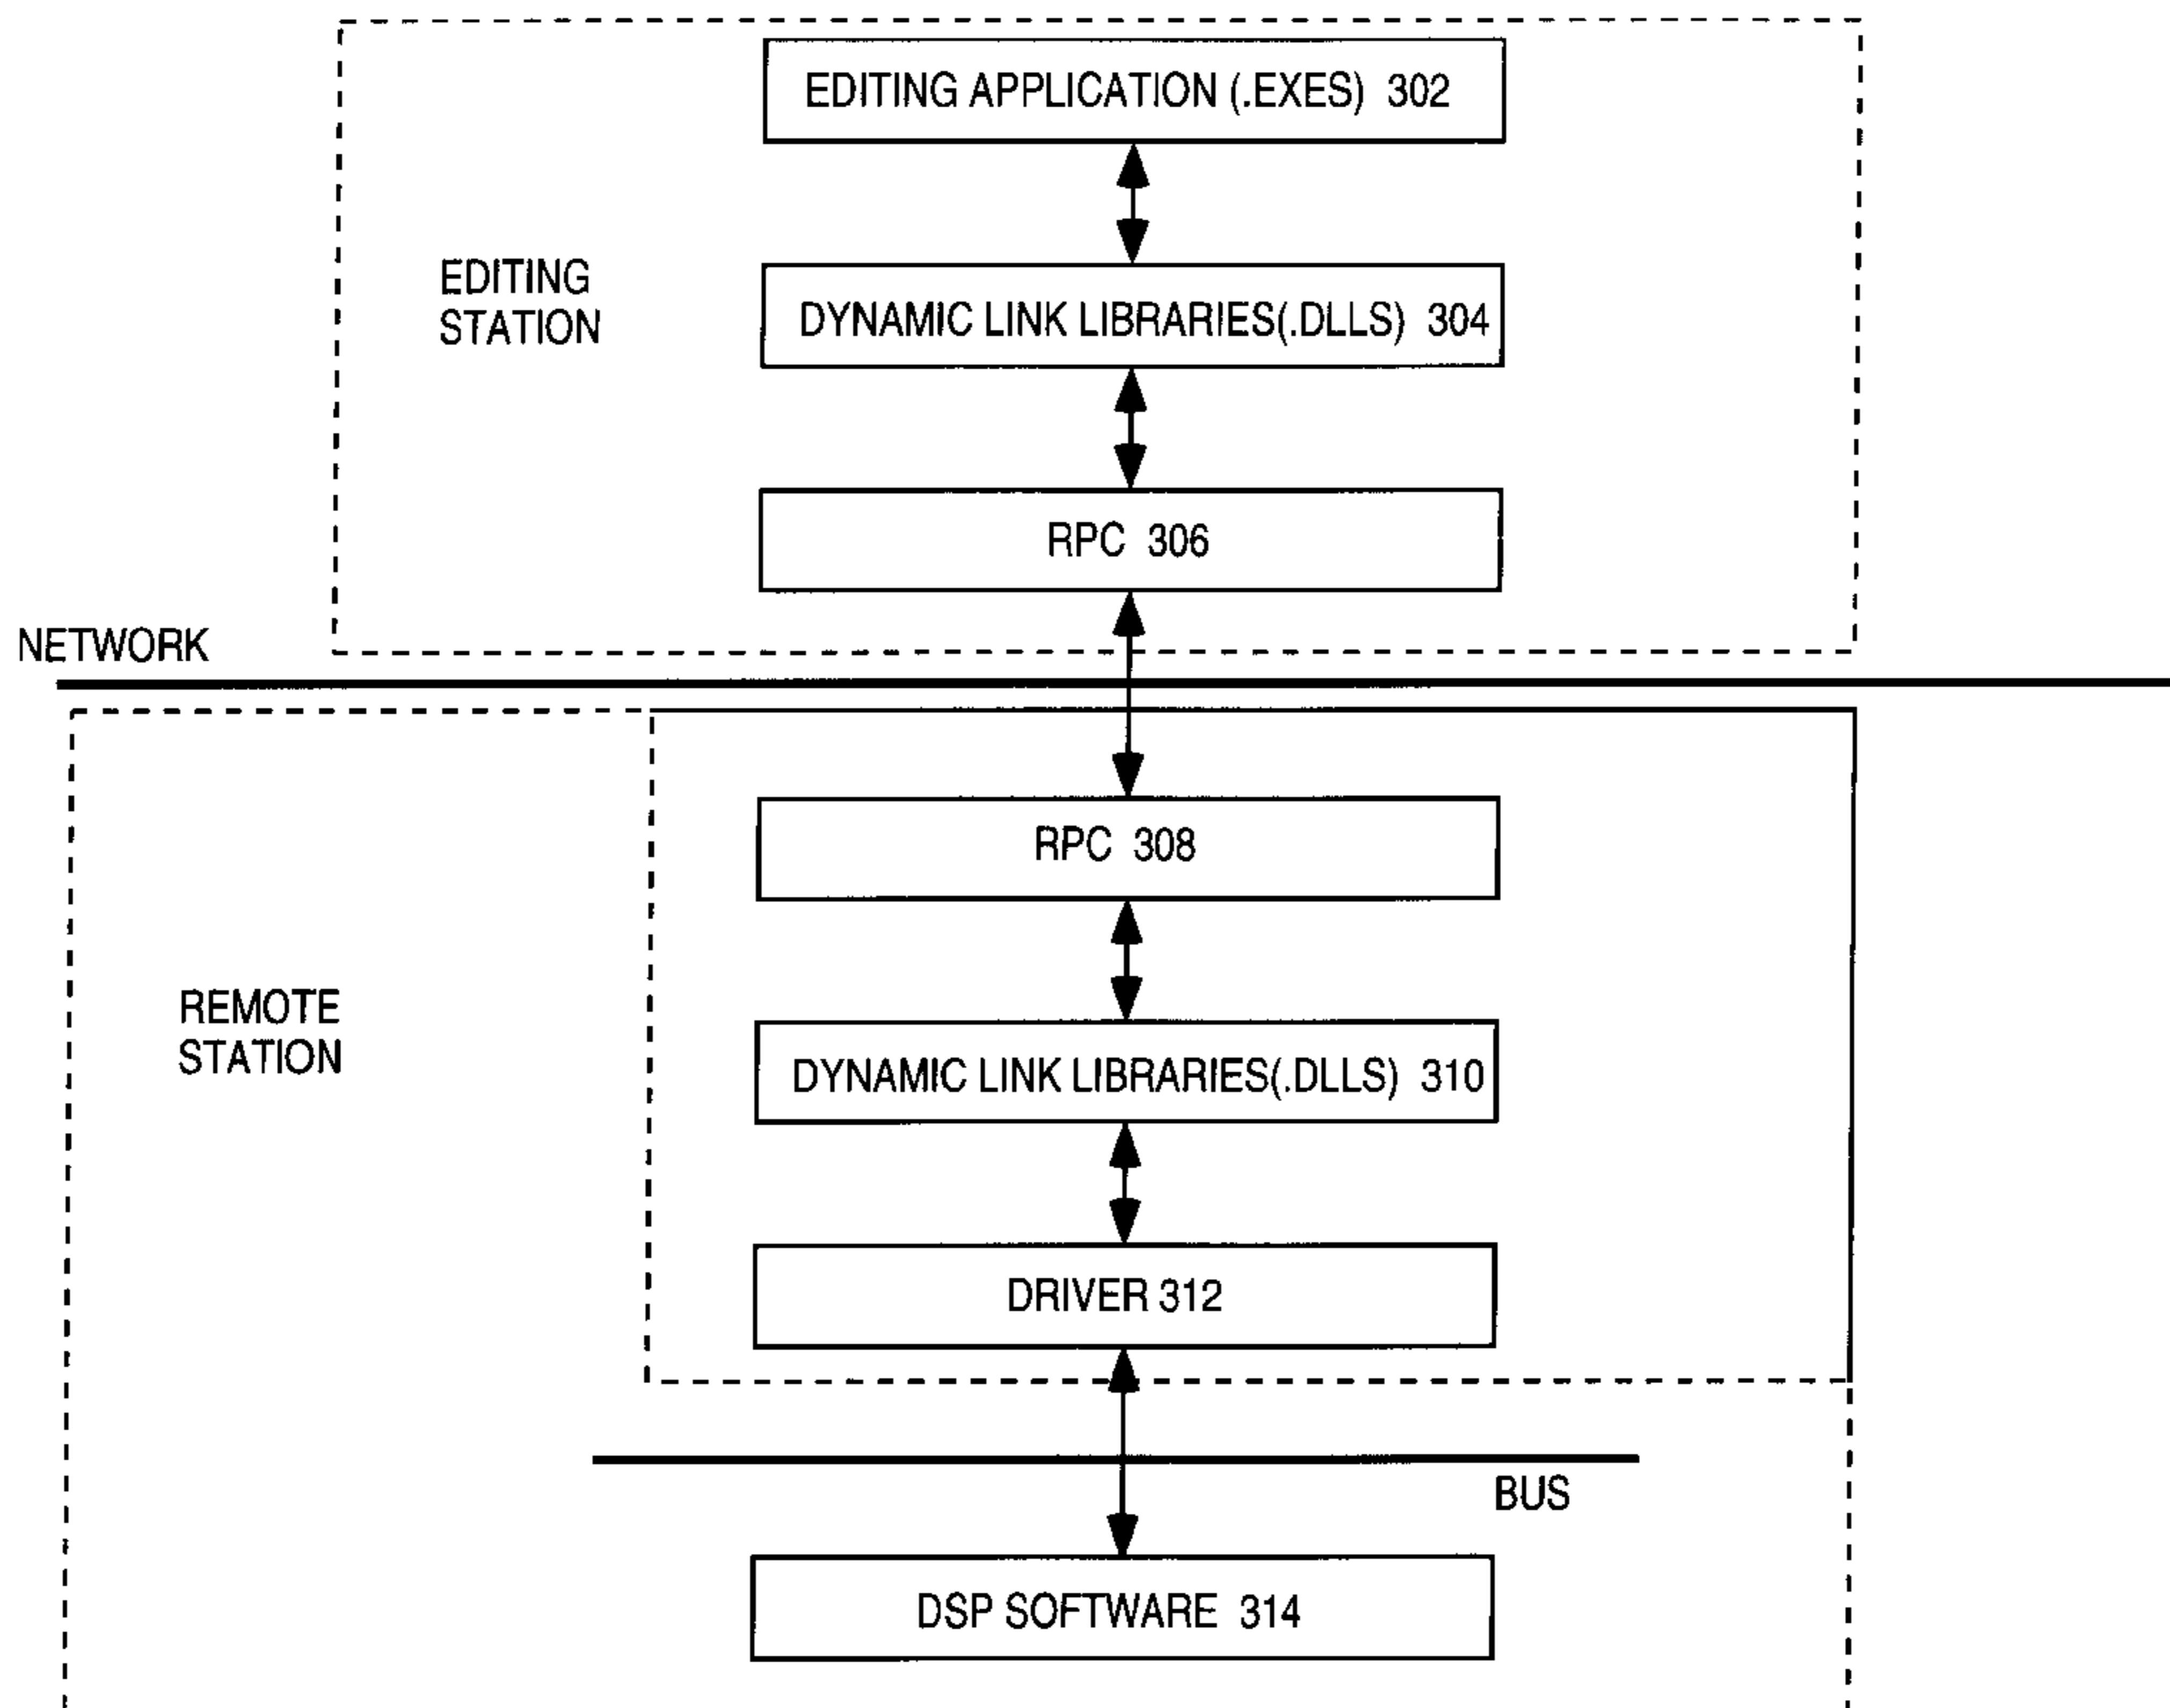 EDITING APPLICATION (.EXES) 302
EDITING
STATION
DYNAMIC LINK LIBRARIES(.DLLS) 304
RPC 306
NETWORK
RPC 308
REMOTE
STATION
DYNAMIC LINK LIBRARIES(.DLLS) 310
DRIVER 312
BUS
DSP SOFTWARE 314